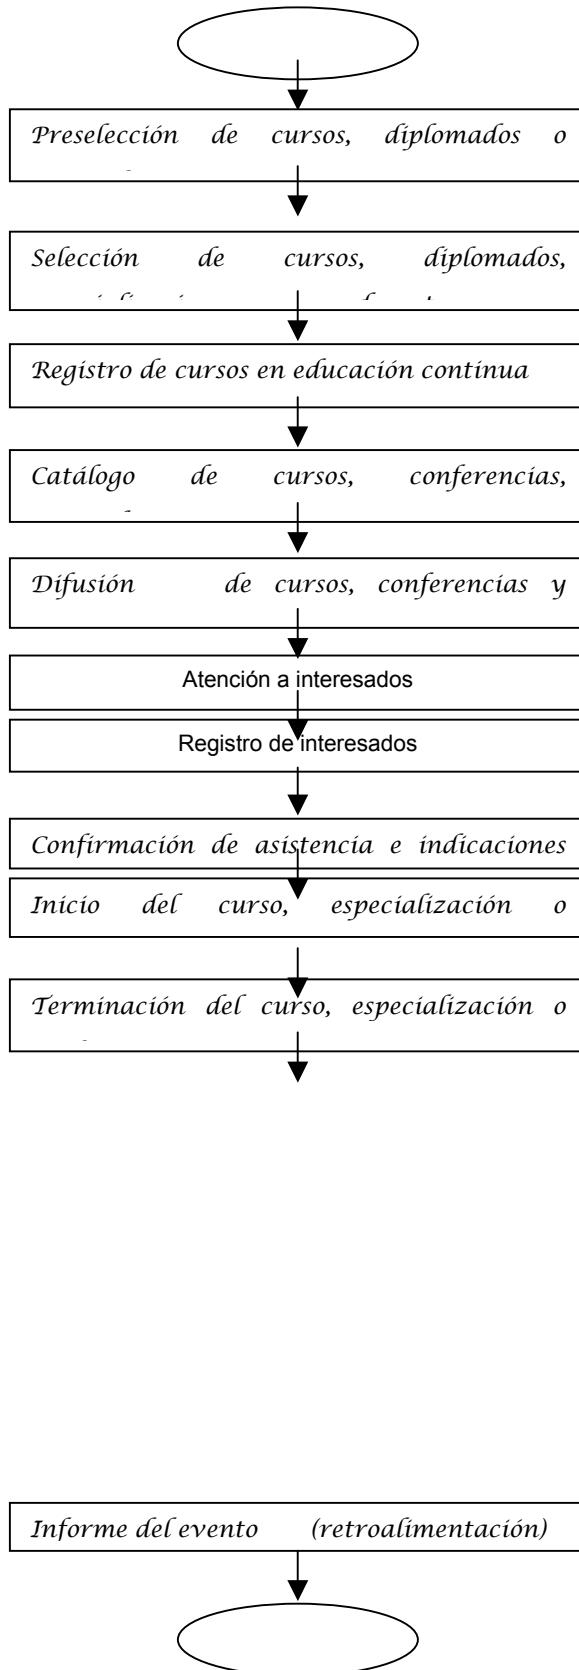 Preselección de cursos, diplomados o
Selección de cursos, diplomados,
Registro de cursos en educación continua
Catálogo de cursos, conferencias,
Difusión de cursos, conferencias y
Atención a interesados
Registro de interesados
Confirmación de asistencia e indicaciones
Inicio del curso, especialización o
Terminación del curso, especialización o
Informe del evento (retroalimentación)